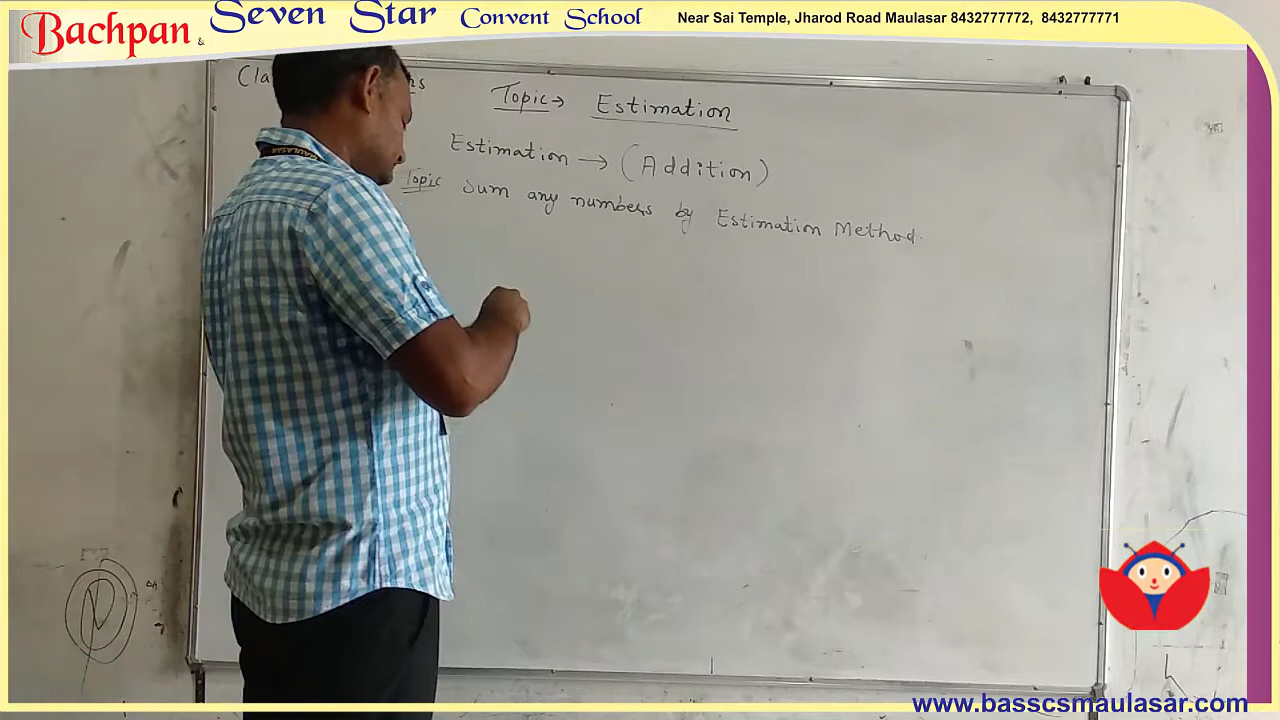 Bachpan & Seven Star Convent School Near Sai Temple, Jharod Road Maulasar 8432777772, 8432777771
Topic → Estimation
Estimation → (Addition)
Topic Sum any numbers by Estimation Method.
MAULASAR
www.basscsmaulasar.com